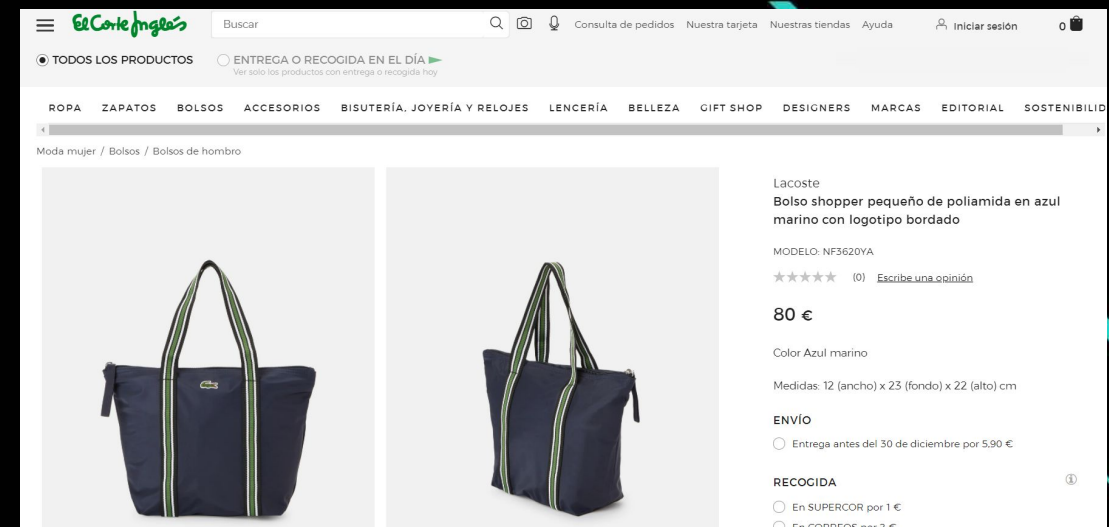 El Corte Inglés
Buscar
Consulta de pedidos Nuestra tarjeta Nuestras tiendas Ayuda
Iniciar sesión
0
TODOS LOS PRODUCTOS
ENTREGA O RECOGIDA EN EL DÍA
Ver solo los productos con entrega o recogida hoy
ROPA ZAPATOS BOLSOS ACCESORIOS BISUTERÍA, JOYERÍA Y RELOJES LENCERÍA BELLEZA GIFT SHOP DESIGNERS MARCAS EDITORIAL SOSTENIBILID
Moda mujer / Bolsos / Bolsos de hombro
Lacoste
Bolso shopper pequeño de poliamida en azul
marino con logotipo bordado
MODELO: NF3620YA
(0) Escribe una opinión
80 €
Color Azul marino
Medidas: 12 (ancho) x 23 (fondo) x 22 (alto) cm
ENVÍO
Entrega antes del 30 de diciembre por 5,90 €
RECOGIDA
En SUPERCOR por 1 €
En CORREOS por 2 €